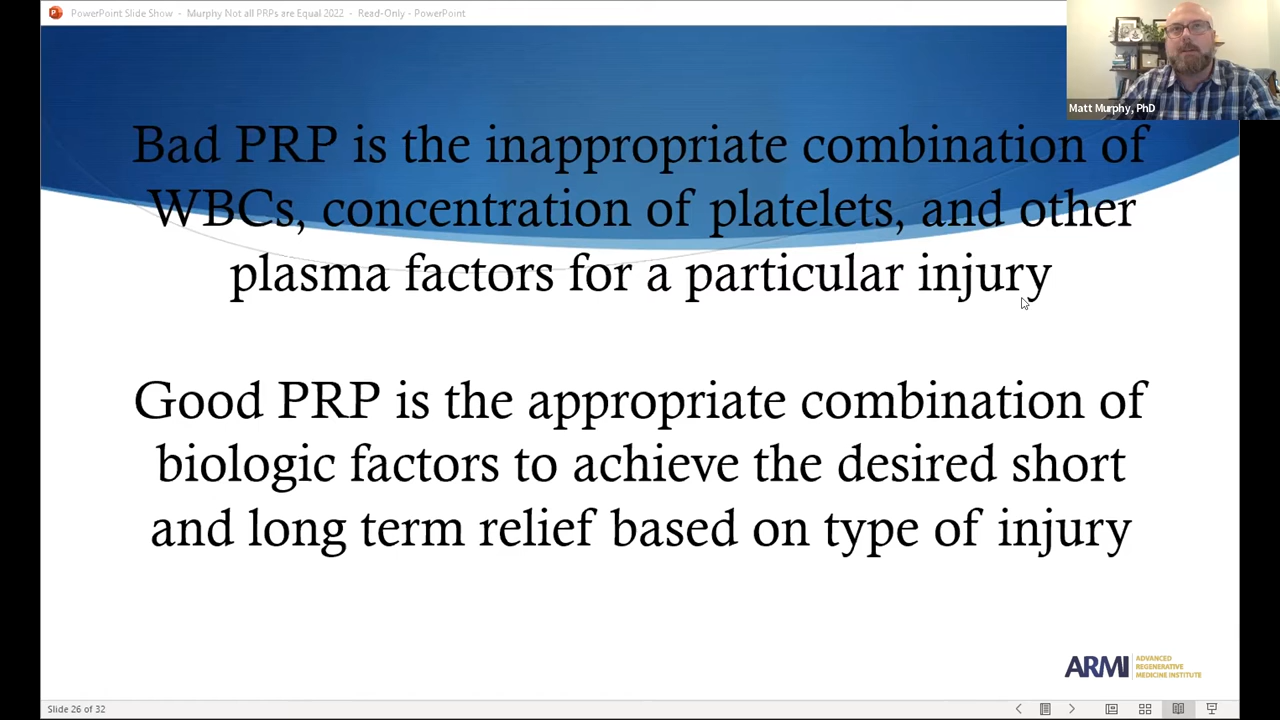 PowerPoint Slide Show - Murphy Not all PRPs are Equal 2022 - Read-Only - PowerPoint
Matt Murphy, PhD
Bad PRP is the inappropriate combination of
WBCs, concentration of platelets, and other
plasma factors for a particular injury
Good PRP is the appropriate combination of
biologic factors to achieve the desired short
and long term relief based on type of injury
ARMI
ADVANCED
REGENERATIVE
MEDICINE INSTITUTE
Slide 26 of 32